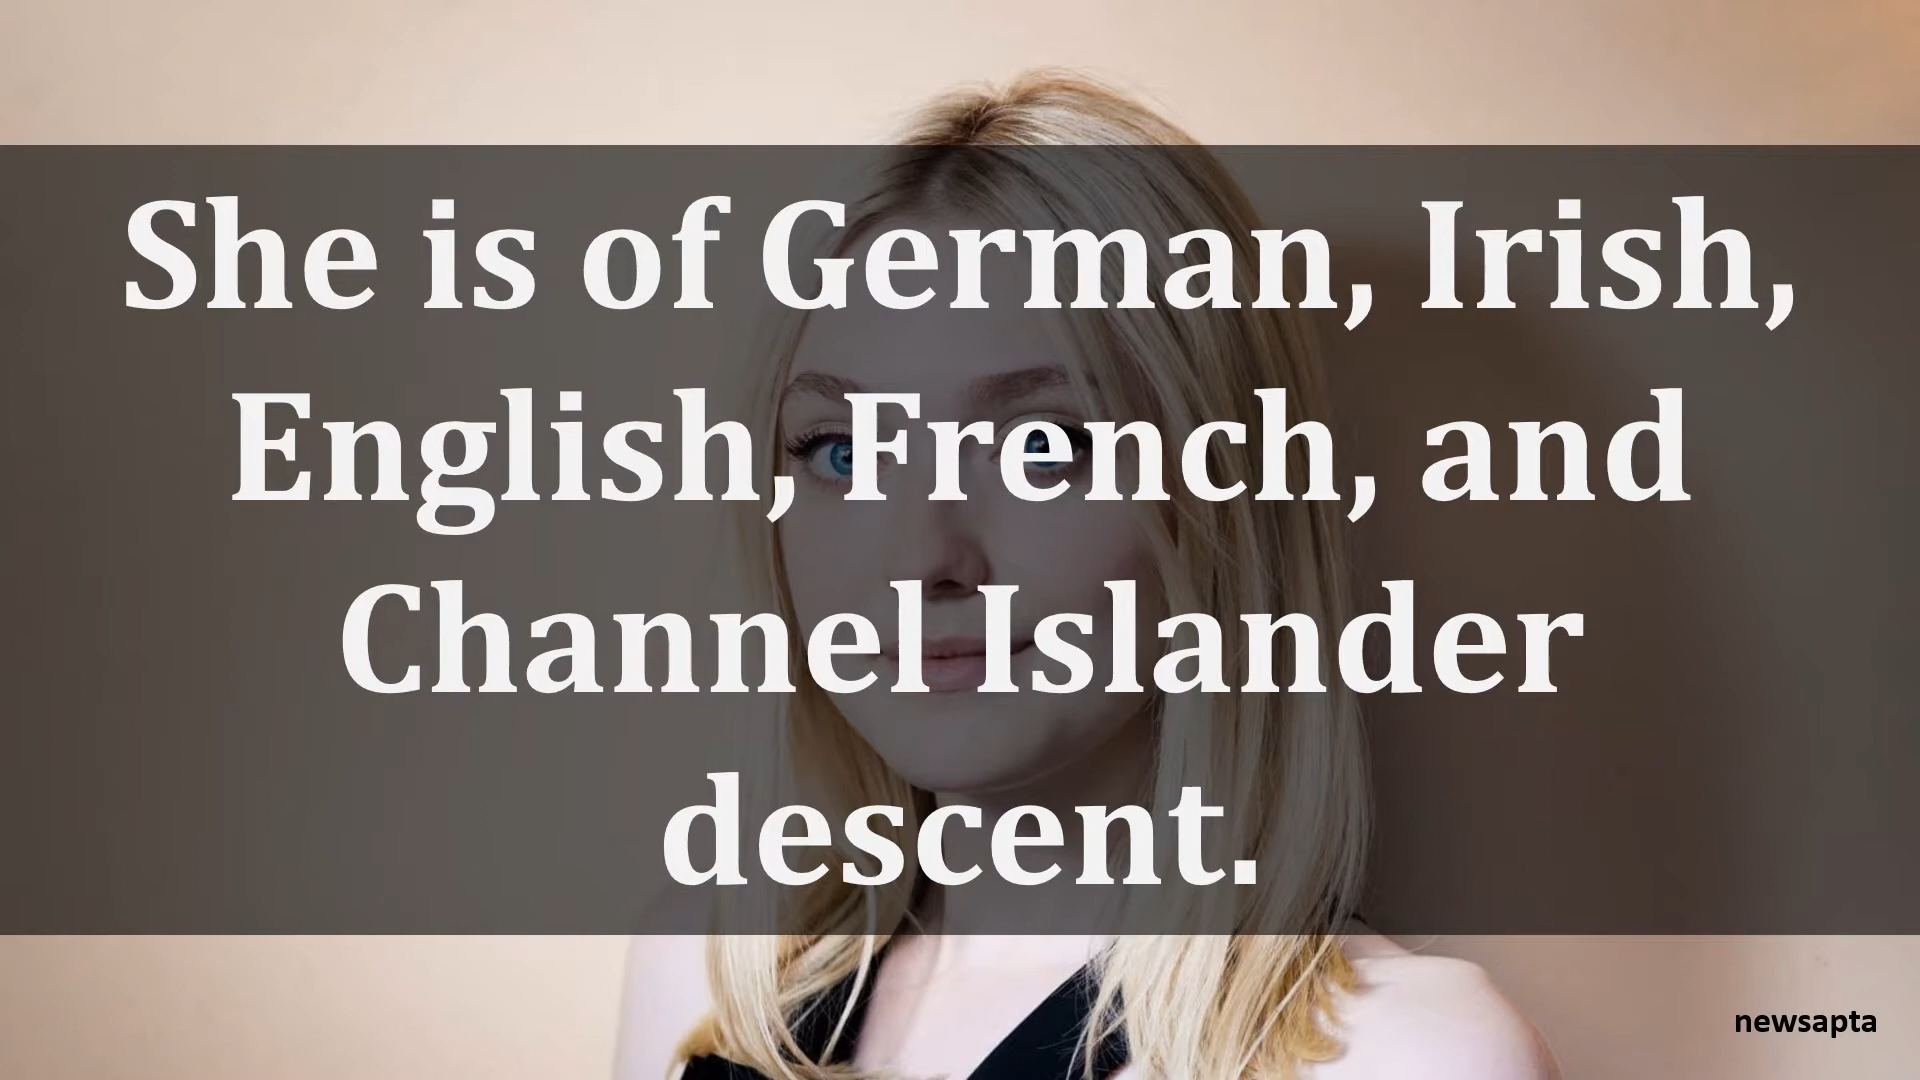 She is of German, Irish,
English, French, and
Channel Islander
descent.
newsapta